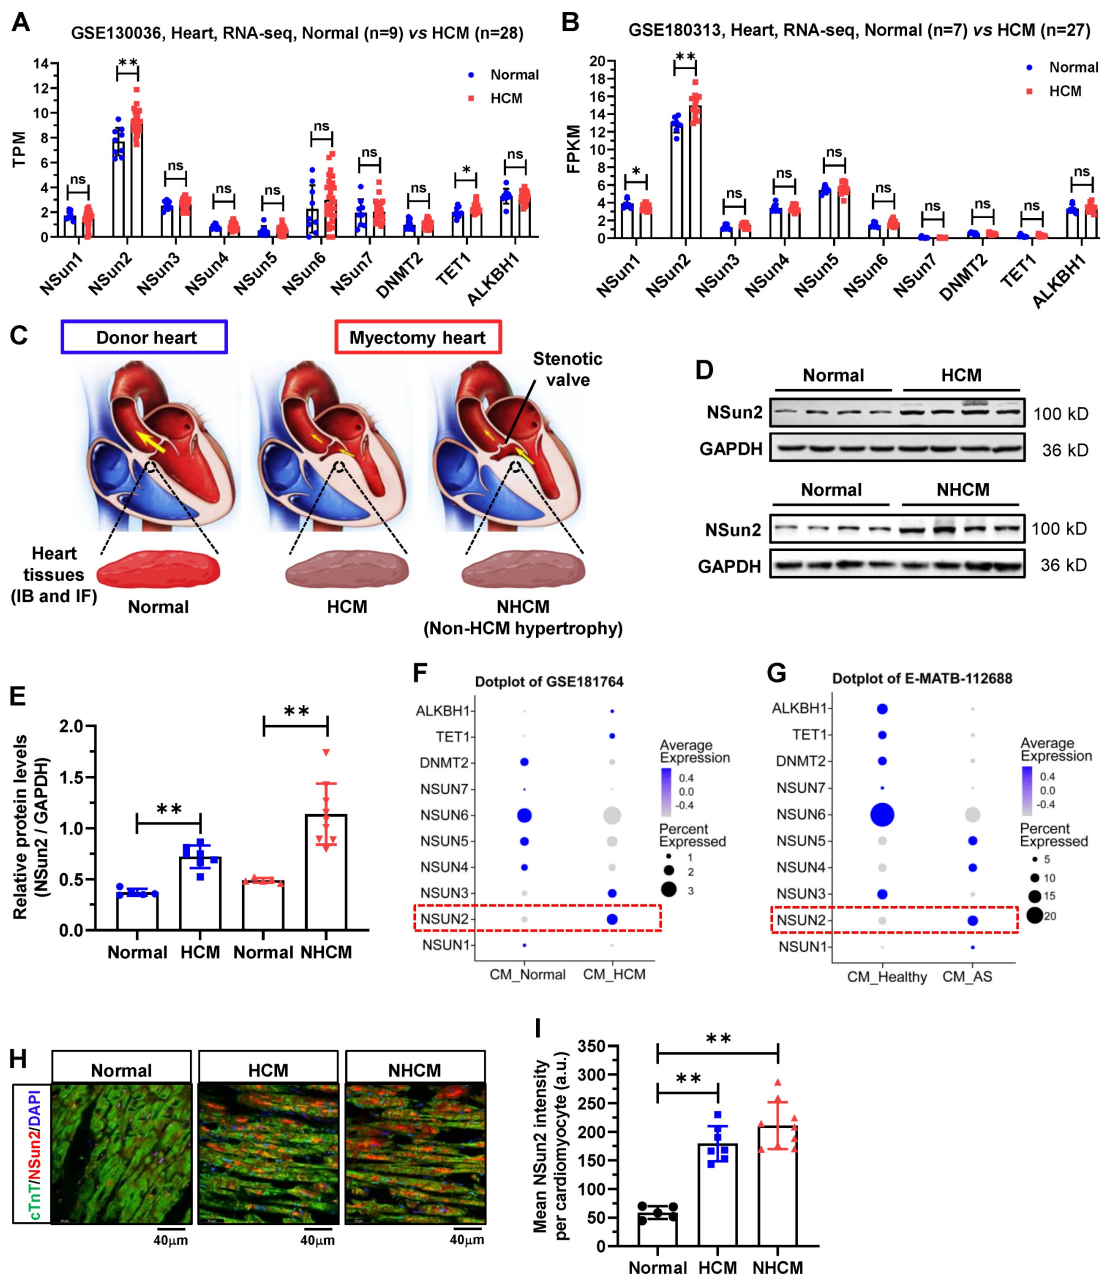 A
GSE130036, Heart, RNA-seq, Normal (n=9) vs HCM (n=28)
TPM
14
12
10
8
6
4
2
0
** 
ns
ns
ns
ns
ns
ns
*
ns
Normal
HCM
NSun1
NSun2
NSun3
NSun4
NSun5
NSun6
NSun7
DNMT2
TET1
ALKBH1
B
GSE180313, Heart, RNA-seq, Normal (n=7) vs HCM (n=27)
FPKM
20
18
16
14
12
10
8
6
4
2
0
*
**
ns
ns
ns
ns
ns
ns
ns
ns
Normal
HCM
NSun1
NSun2
NSun3
NSun4
NSun5
NSun6
NSun7
DNMT2
TET1
ALKBH1
C
Donor heart
Myectomy heart
Stenotic
valve
Heart
tissues
(IB and IF)
Normal
HCM
NHCM
(Non-HCM hypertrophy)
D
Normal HCM
NSun2 100 kD
GAPDH 36 kD
Normal NHCM
NSun2 100 kD
GAPDH 36 kD
E
Relative protein levels
(NSun2 / GAPDH)
2.0
1.5
1.0
0.5
0.0
**
**
Normal HCM Normal NHCM
F
Dotplot of GSE181764
ALKBH1
TET1
DNMT2
NSUN7
NSUN6
NSUN5
NSUN4
NSUN3
NSUN2
NSUN1
CM_Normal CM_HCM
Average
Expression
0.4
0.0
-0.4
Percent
Expressed
1
2
3
G
Dotplot of E-MATB-112688
ALKBH1
TET1
DNMT2
NSUN7
NSUN6
NSUN5
NSUN4
NSUN3
NSUN2
NSUN1
CM_Healthy CM_AS
Average
Expression
0.4
0.0
-0.4
Percent
Expressed
5
10
15
20
H
Normal HCM NHCM
cTnT/NSun2/DAPI
40μm 40μm 40μm
I
Mean NSun2 intensity
per cardiomyocyte (a.u.)
350
300
250
200
150
100
50
0
**
**
Normal HCM NHCM